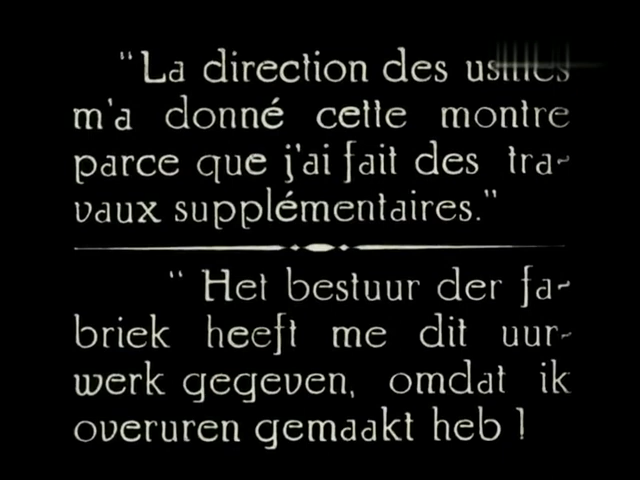 "La direction des usines
m'a donné cette montre
parce que j'ai fait des tra-
vaux supplémentaires."
" Het bestuur der fa-
briek heeft me dit uur-
werk gegeven, omdat ik
overuren gemaakt heb !